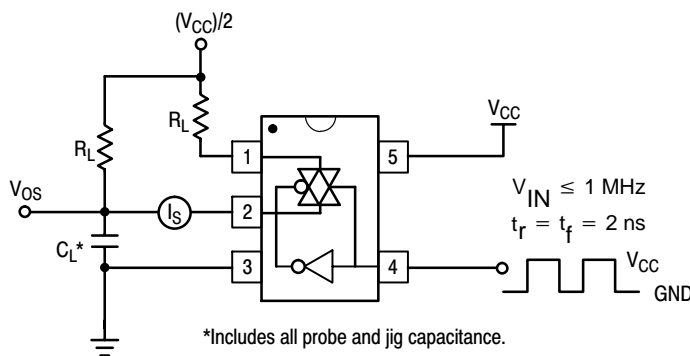 (VCC)/2
RL
RL
VCC
1
5
VOS
IS
2
VIN ≤ 1 MHz
tr = tf = 2 ns
CL*
3
4
VCC
GND
*Includes all probe and jig capacitance.